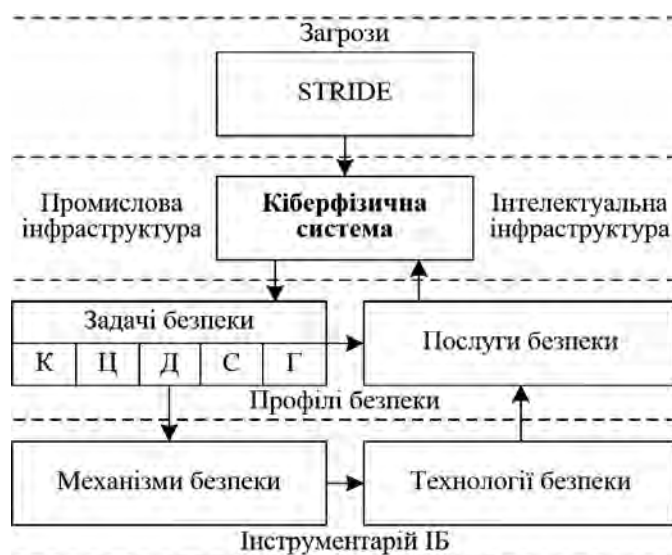 Загрози
STRIDE
Промислова
інфраструктура
Кіберфізична
система
Інтелектуальна
інфраструктура
Задачі безпеки
К Ц Д С Г
Послуги безпеки
Профілі безпеки
Механізми безпеки
Технології безпеки
Інструментарій ІБ